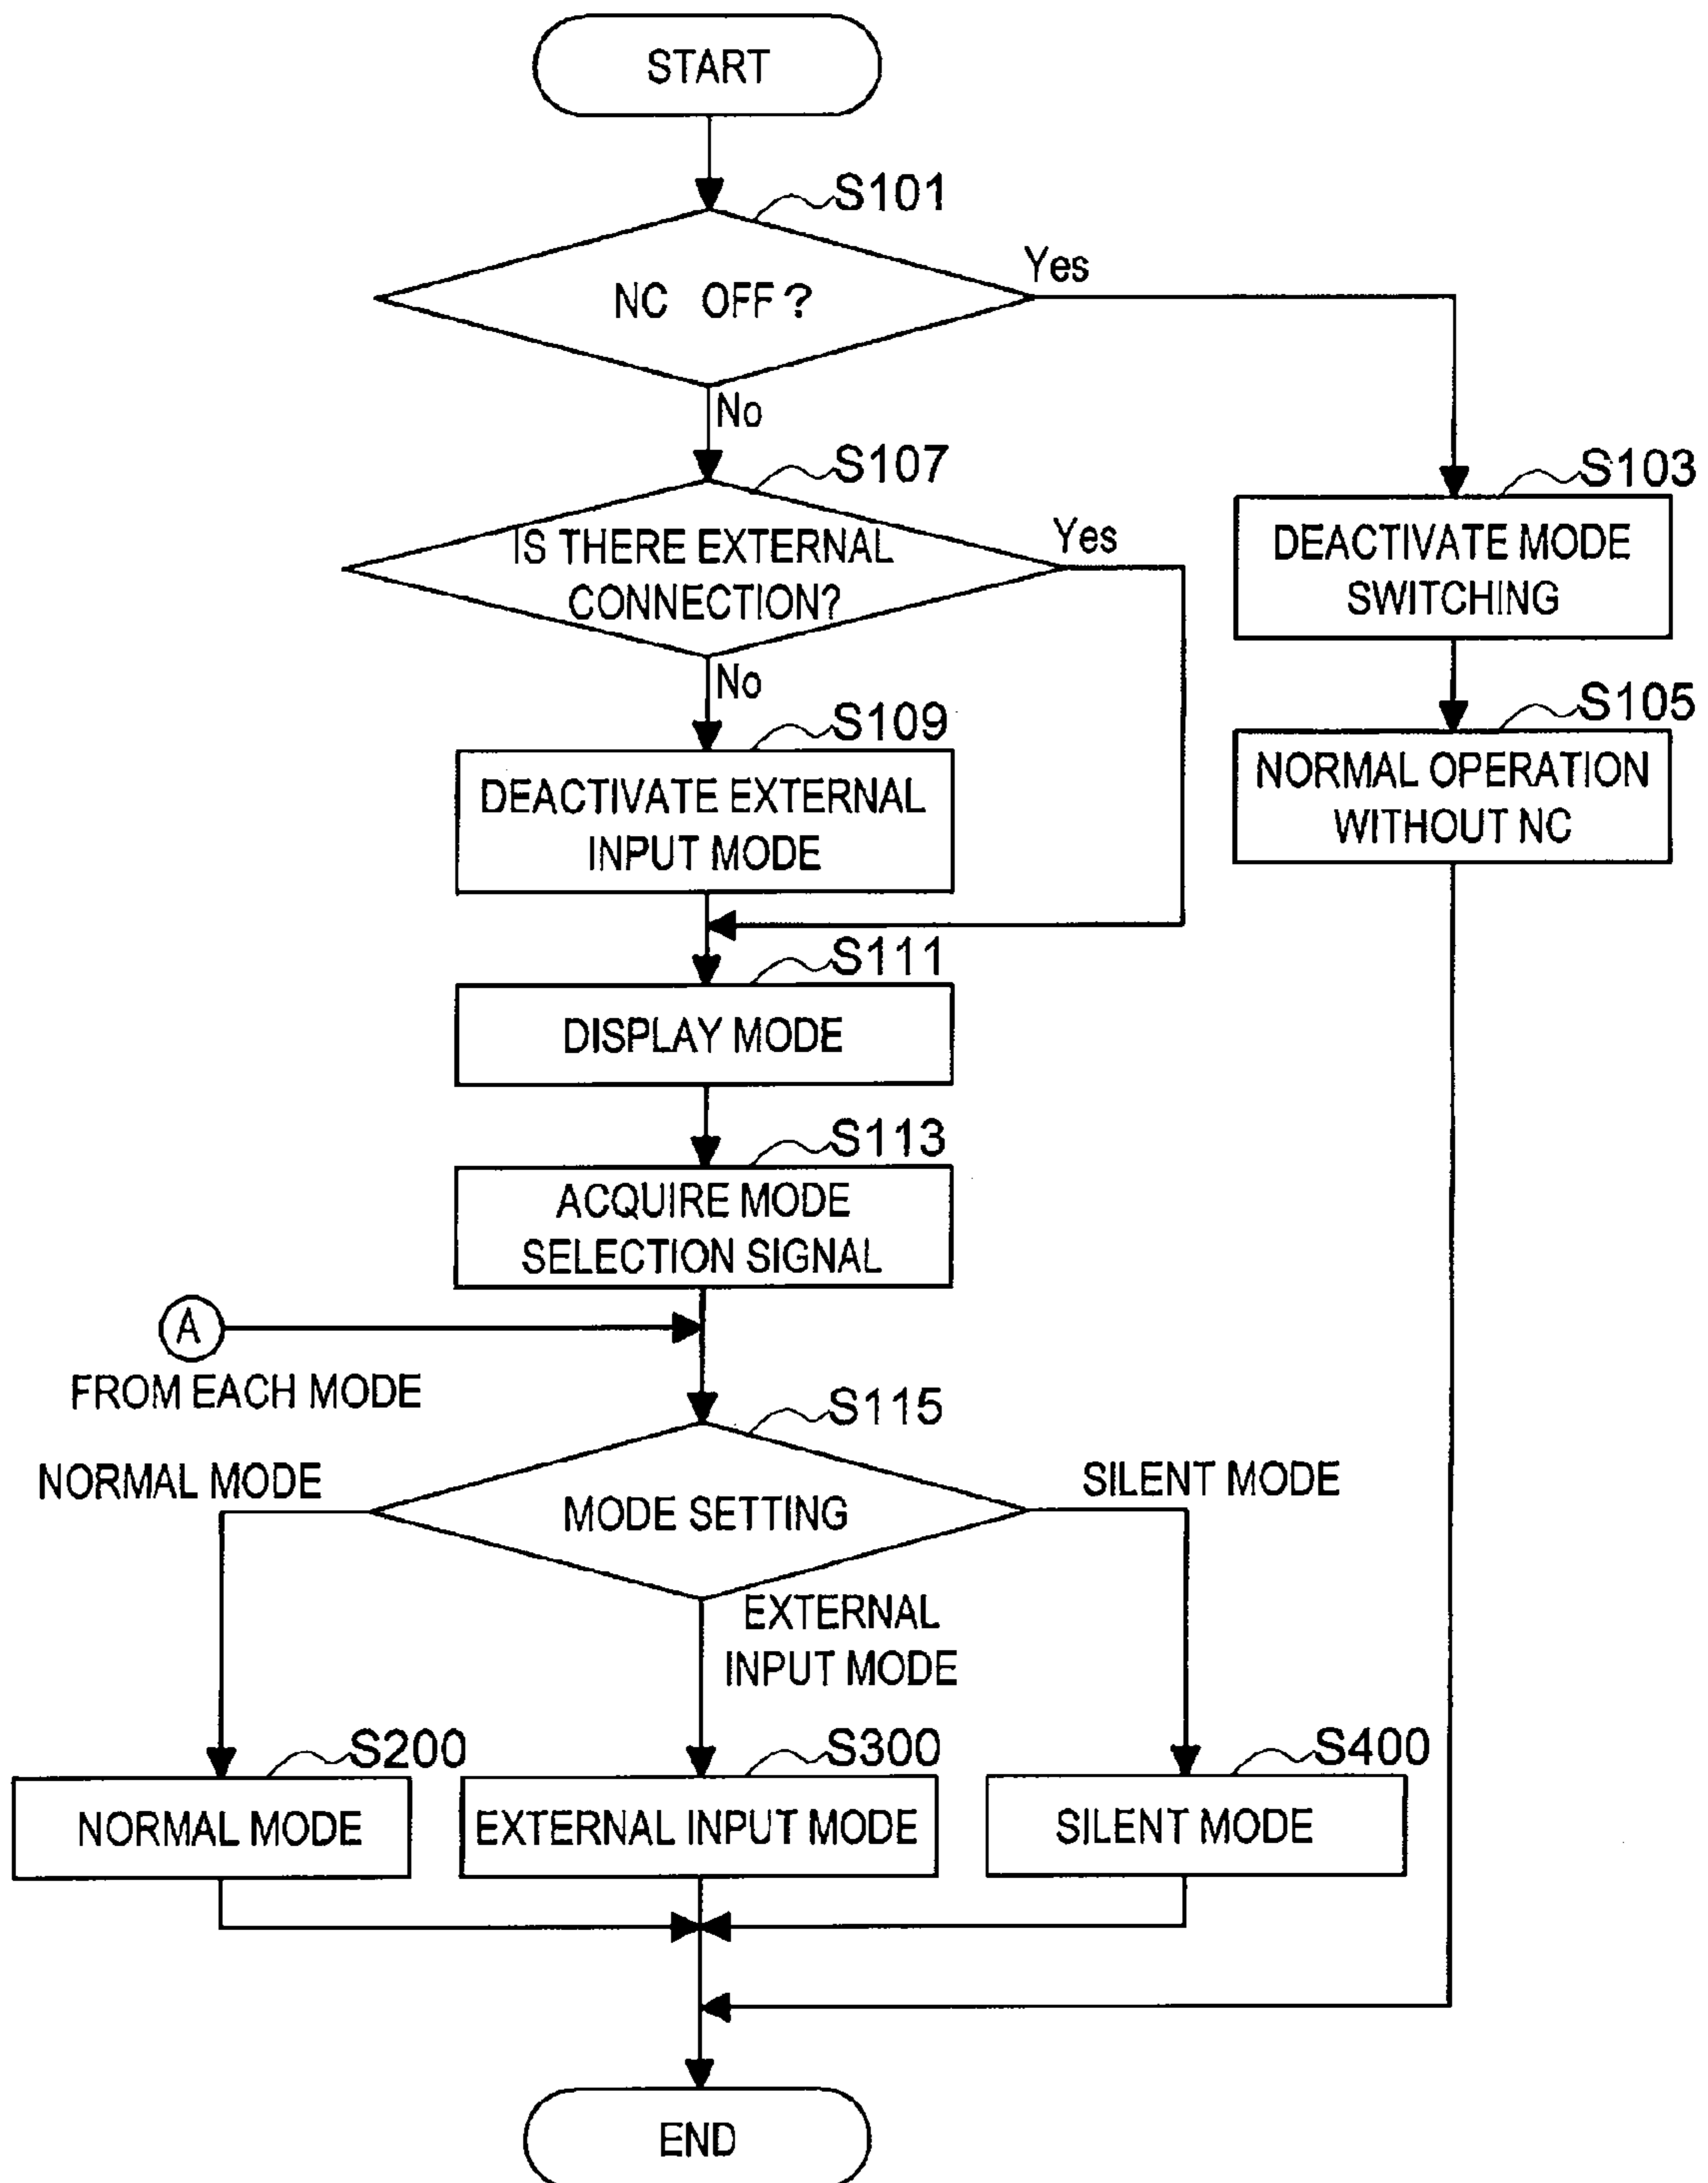 START
S101
NC OFF?
Yes
No
S107
IS THERE EXTERNAL
CONNECTION?
Yes
No
S103
DEACTIVATE MODE
SWITCHING
S105
NORMAL OPERATION
WITHOUT NC
S109
DEACTIVATE EXTERNAL
INPUT MODE
S111
DISPLAY MODE
S113
ACQUIRE MODE
SELECTION SIGNAL
A
FROM EACH MODE
S115
MODE SETTING
NORMAL MODE
SILENT MODE
EXTERNAL
INPUT MODE
S200
NORMAL MODE
S300
EXTERNAL INPUT MODE
S400
SILENT MODE
END